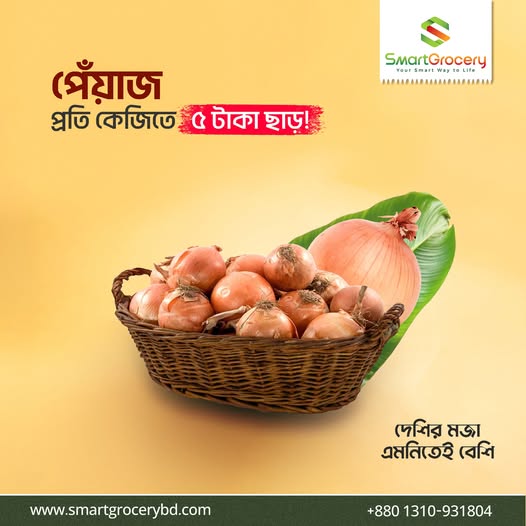 SmartGrocery
Your Smart Way to Life
পেঁয়াজ
প্রতি কেজিতে ৫ টাকা ছাড়!
দেশির মজা
এমনিতেই বেশি
www.smartgrocerybd.com
+880 1310-931804